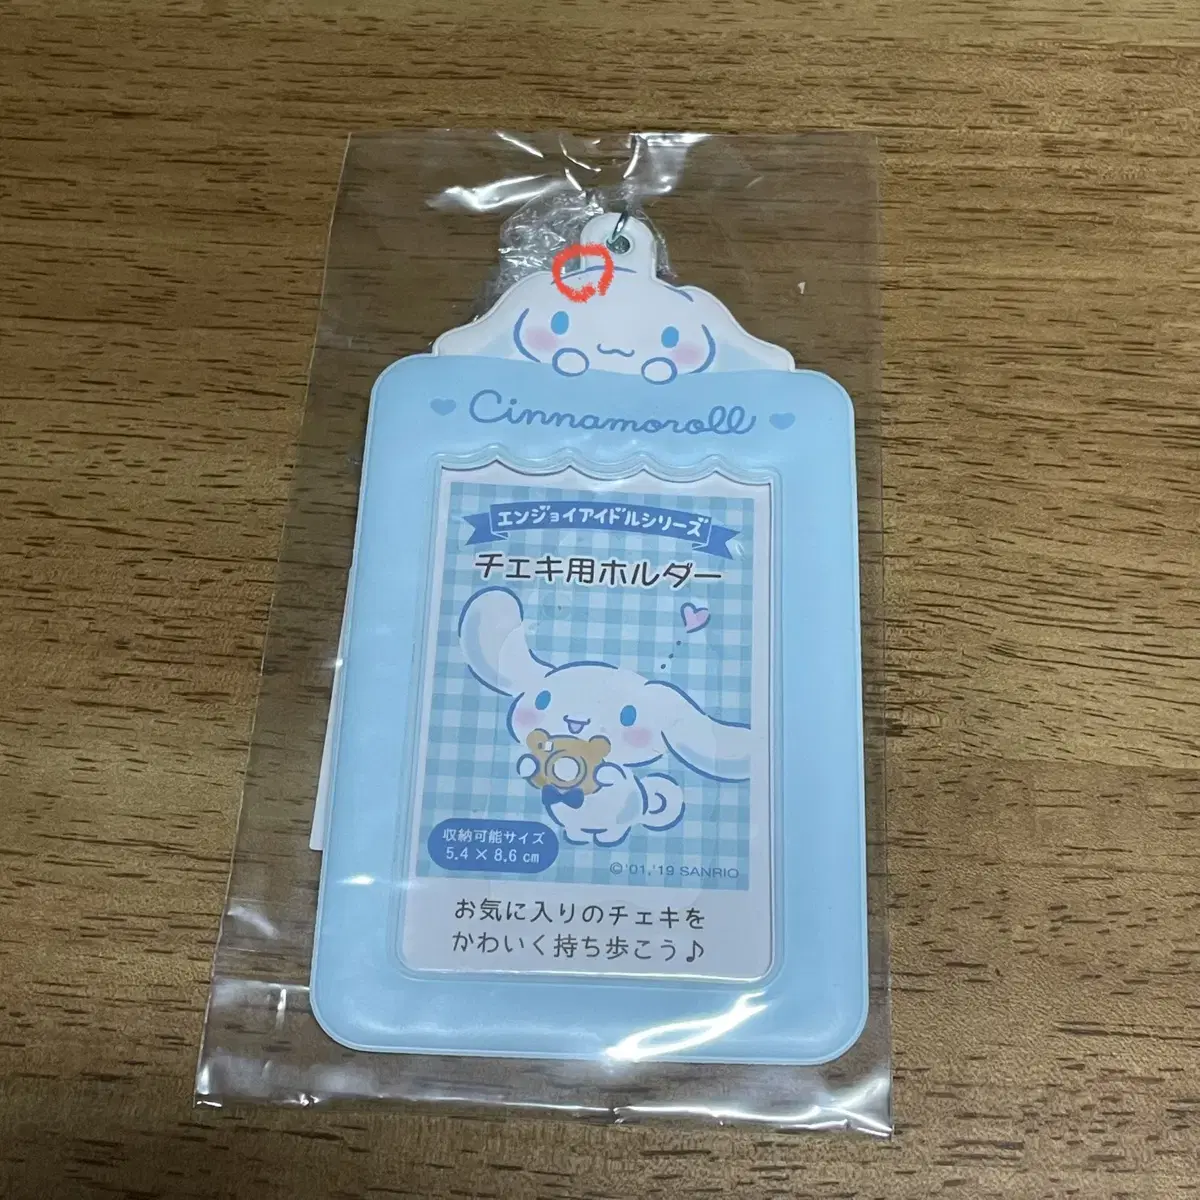 Cinnamoroll
エンジョイアイドルシリーズ
チェキ用ホルダー
収納可能サイズ
5.4 × 8.6 cm
©'01,'19 SANRIO
お気に入りのチェキを
かわいく持ち歩こう♪